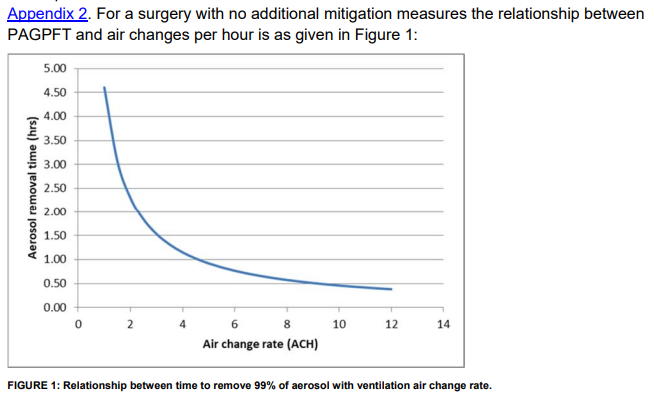 Appendix 2. For a surgery with no additional mitigation measures the relationship between
PAGPFT and air changes per hour is as given in Figure 1:
5.00
4.50
4.00
3.50
3.00
2.50
2.00
1.50
1.00
0.50
0.00
Aerosol removal time (hrs)
0 2 4 6 8 10 12 14
Air change rate (ACH)
FIGURE 1: Relationship between time to remove 99% of aerosol with ventilation air change rate.